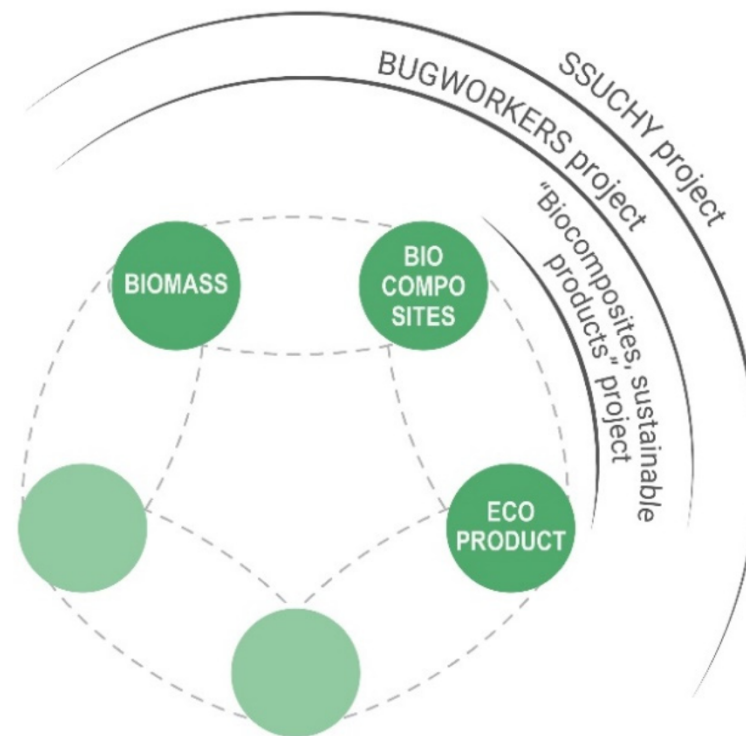 SSUCHY project
BUGWORKERS project
“Biocomposites, sustainable
products” project
BIOMASS
BIO
COMPO
SITES
ECO
PRODUCT